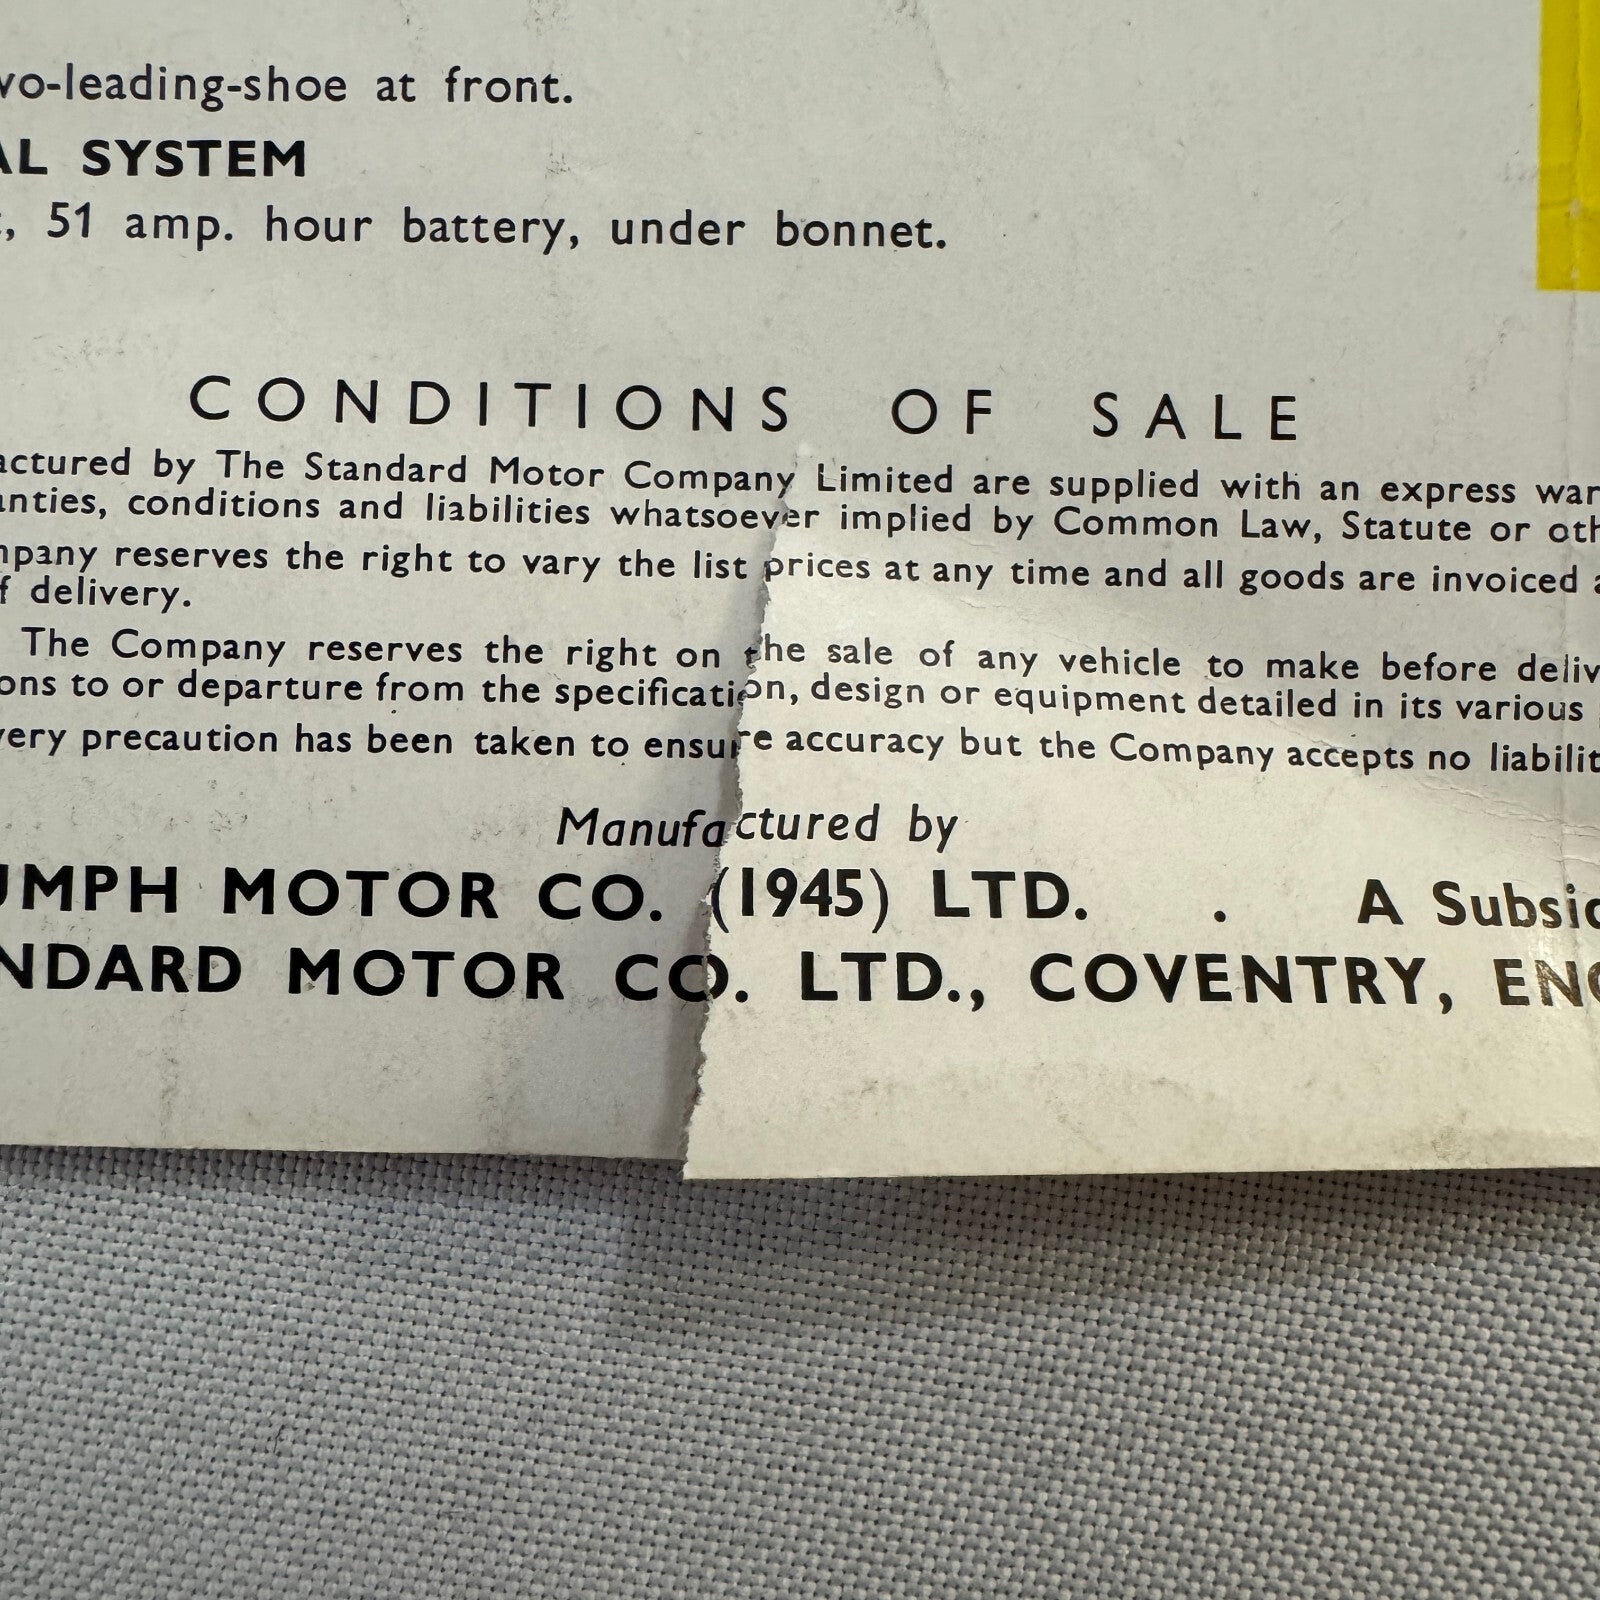 vo-leading-shoe at front.
AL SYSTEM
, 51 amp. hour battery, under bonnet.
CONDITIONS OF SALE
actured by The Standard Motor Company Limited are supplied with an express war
anties, conditions and liabilities whatsoever implied by Common Law, Statute or oth
mpany reserves the right to vary the list prices at any time and all goods are invoiced a
f delivery.
The Company reserves the right on the sale of any vehicle to make before deliv
ons to or departure from the specification, design or equipment detailed in its various
very precaution has been taken to ensure accuracy but the Company accepts no liabilit
Manufactured by
UMPH MOTOR CO. (1945) LTD. . A Subsid
NDARD MOTOR CO. LTD., COVENTRY, ENG